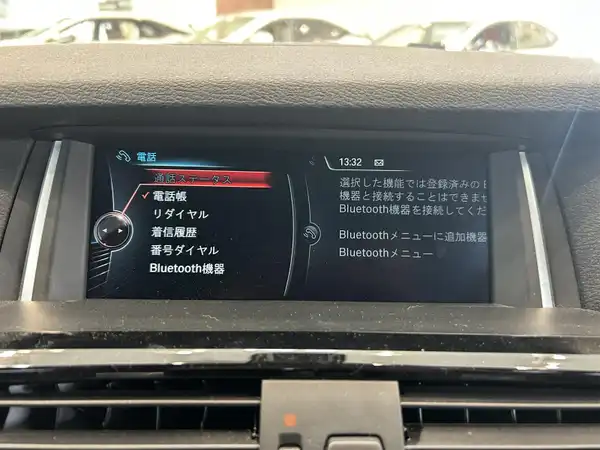 電話
13:32
通話ステータス
電話帳
リダイヤル
着信履歴
番号ダイヤル
Bluetooth機器
選択した機能では登録済みの
機器と接続することはできませ
Bluetooth機器を接続してくだ
Bluetoothメニューに追加機器
Bluetoothメニュー